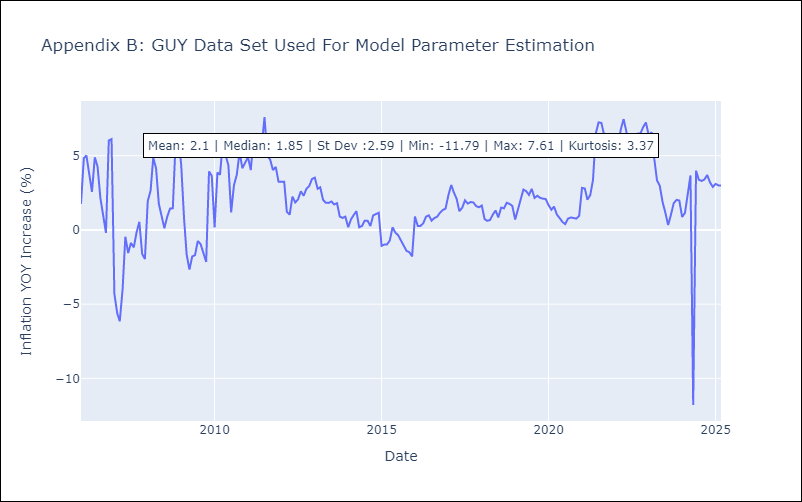 Appendix B: GUY Data Set Used For Model Parameter Estimation
Mean: 2.1 | Median: 1.85 | St Dev :2.59 | Min: -11.79 | Max: 7.61 | Kurtosis: 3.37
Inflation YOY Increase (%)
5
0
−5
−10
2010
2015
2020
2025
Date